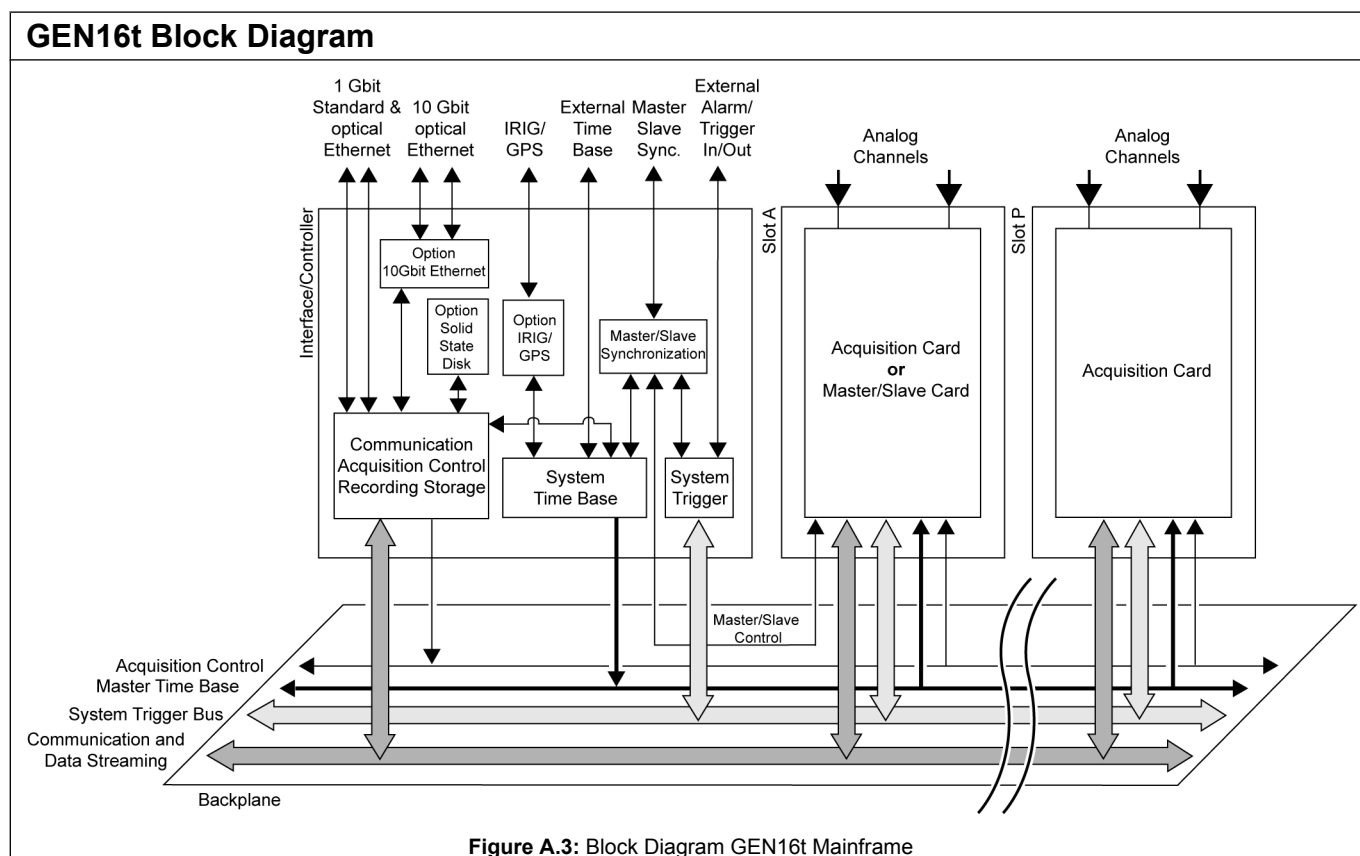 GEN16t Block Diagram
1 Gbit
Standard &
optical
Ethernet
10 Gbit
optical
Ethernet
IRIG/
GPS
External
Time
Base
Master
Slave
Sync.
External
Alarm/
Trigger
In/Out
Analog
Channels
Analog
Channels
Interface/Controller
Option
10Gbit Ethernet
Option
Solid
State
Disk
Option
IRIG/
GPS
Master/Slave
Synchronization
Communication
Acquisition Control
Recording Storage
System
Time Base
System
Trigger
Slot A
Acquisition Card
or
Master/Slave Card
Slot P
Acquisition Card
Master/Slave
Control
Acquisition Control
Master Time Base
System Trigger Bus
Communication and
Data Streaming
Backplane
Figure A.3: Block Diagram GEN16t Mainframe